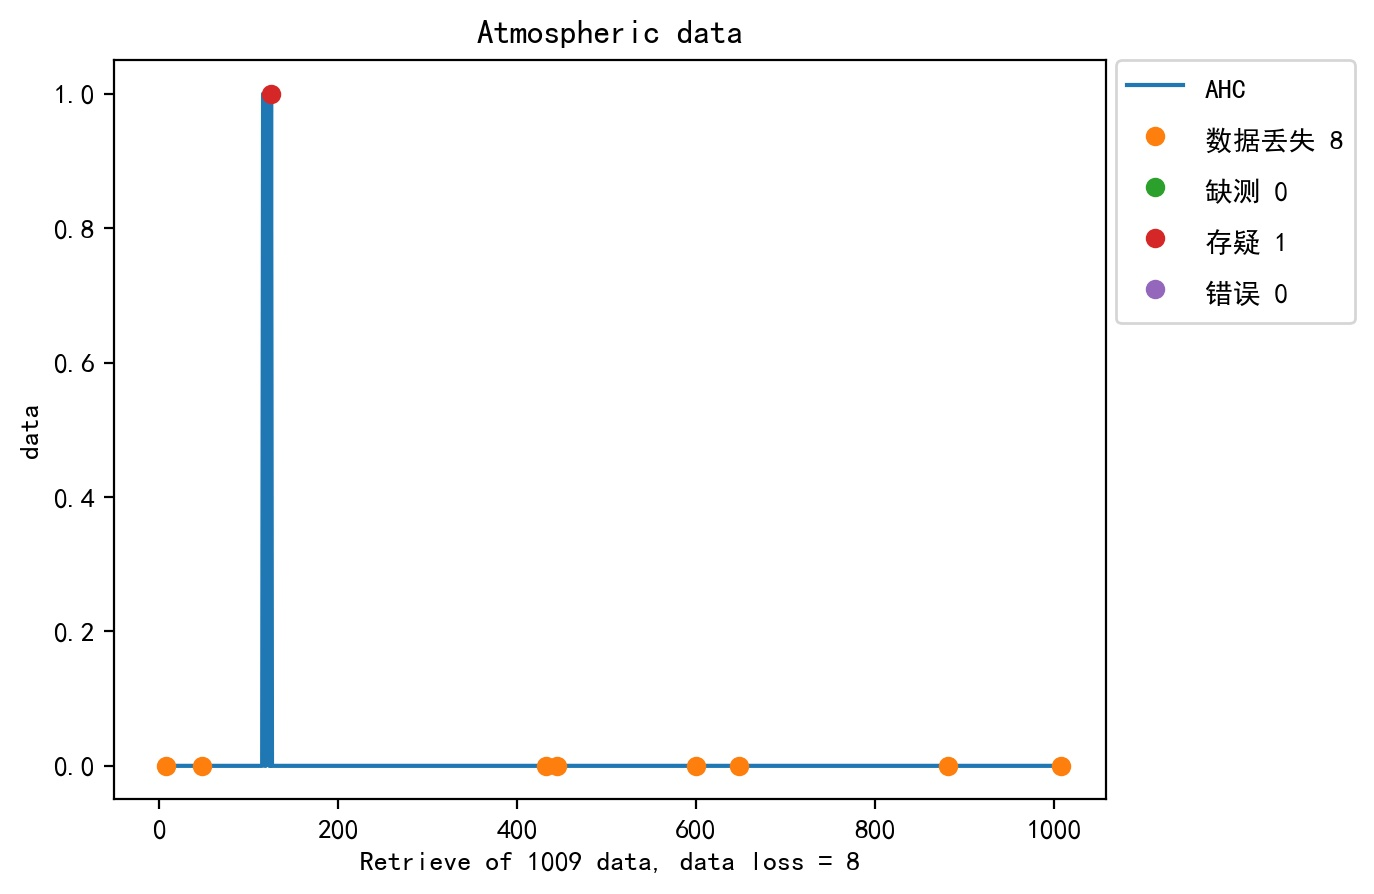 Atmospheric data
1.0
0.8
0.6
0.4
0.2
0.0
data
0
200
400
600
800
1000
Retrieve of 1009 data, data loss = 8
AHC
数据丢失 8
缺测 0
存疑 1
错误 0